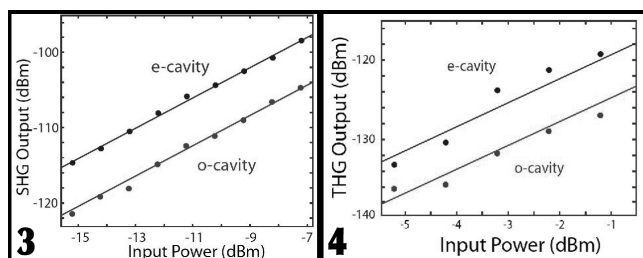 -100
-110
-120
SHG Output (dBm)
e-cavity
o-cavity
-15
-13
-11
-9
-7
Input Power (dBm)
3
-120
-130
-140
THG Output (dBm)
e-cavity
o-cavity
-5
-4
-3
-2
-1
Input Power (dBm)
4